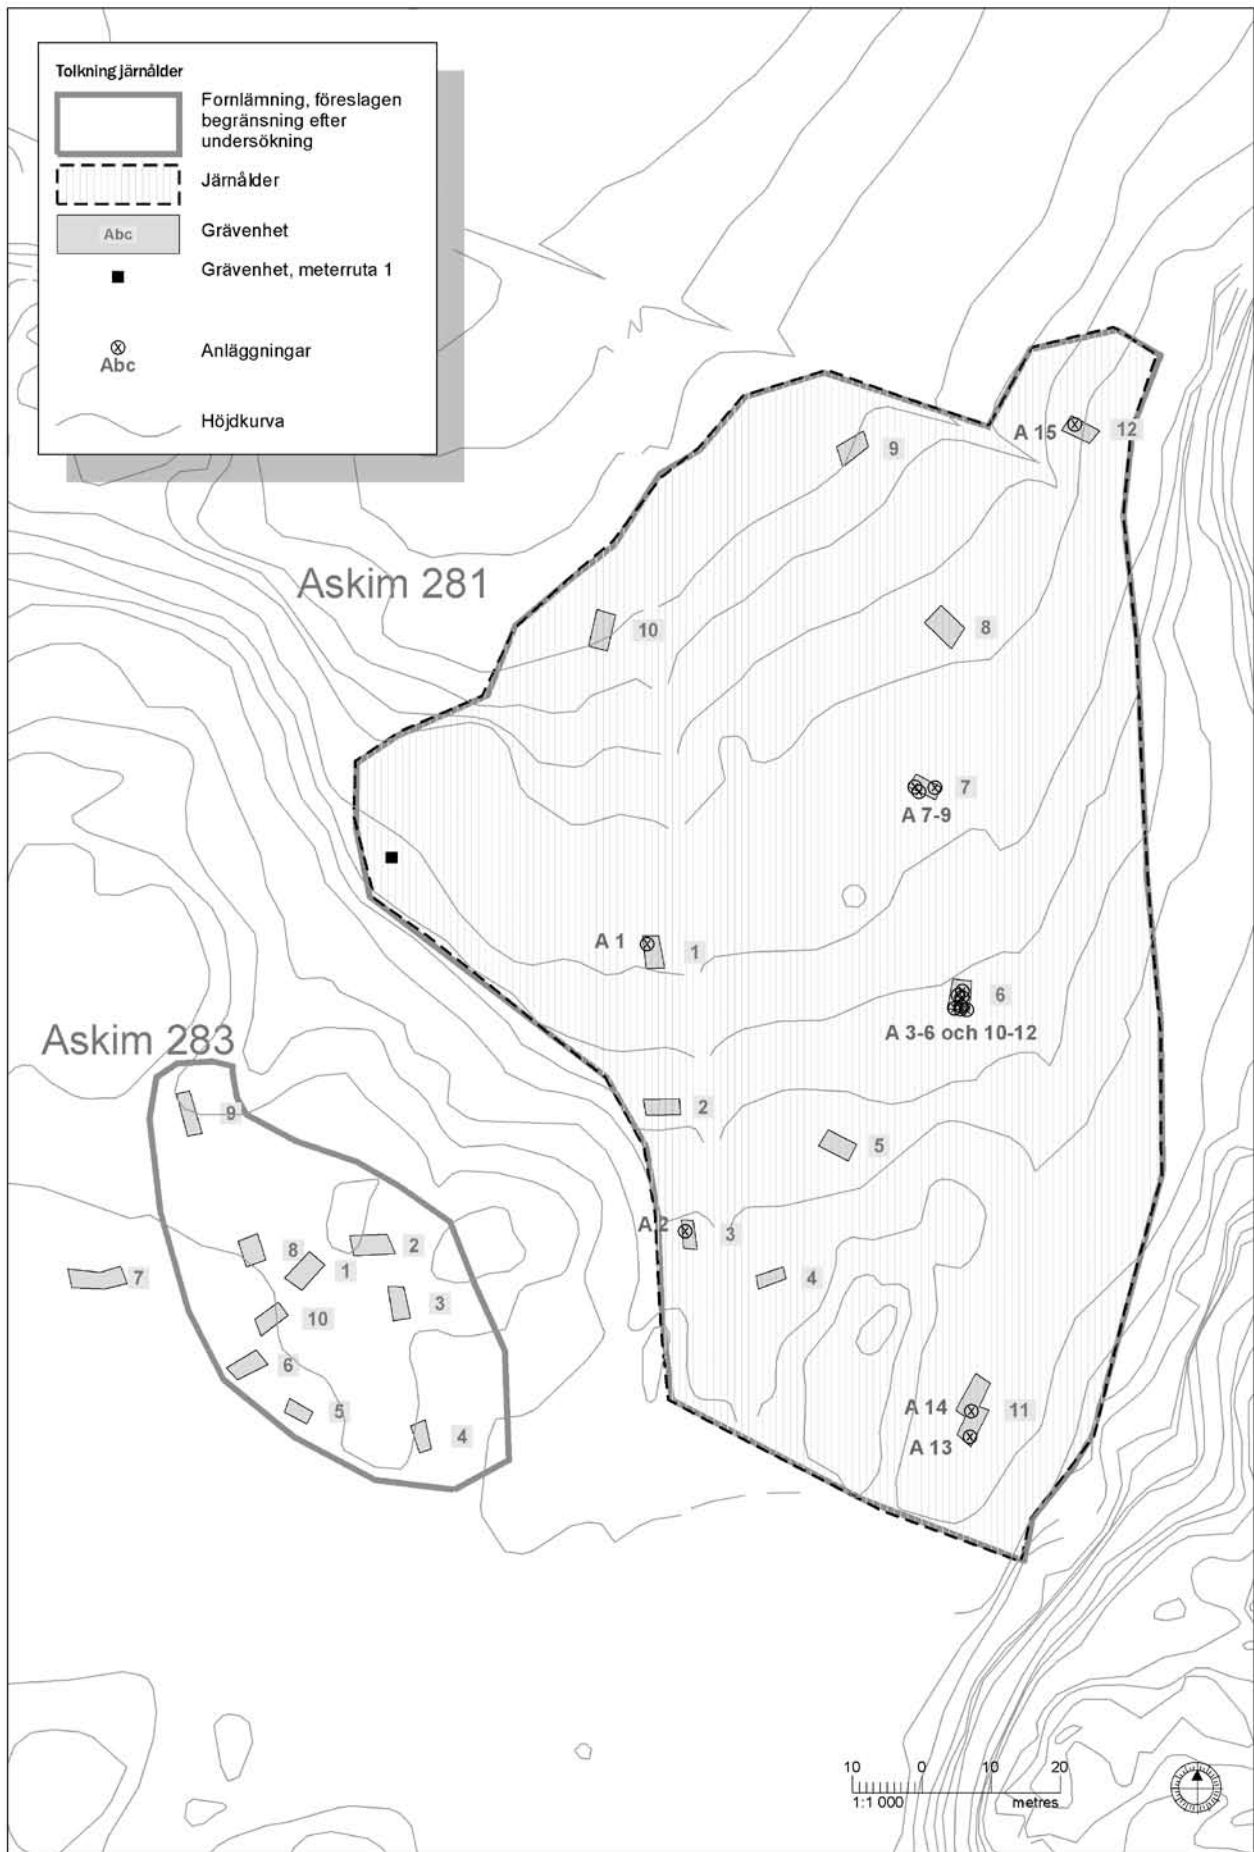 Tolkning järnålder
Fornlämning, föreslagen
begränsning efter
undersökning
Järnålder
Abc
Grävenhet
Grävenhet, meterruta 1
Abc
Anläggningar
Höjdkurva
A 15
12
9
Askim 281
10
8
7
A 7-9
A 1
1
6
A 3-6 och 10-12
Askim 283
2
9
5
A 2
3
2
8
1
7
4
3
10
6
5
4
A 14
11
A 13
10
0
10
20
1:1 000
metres